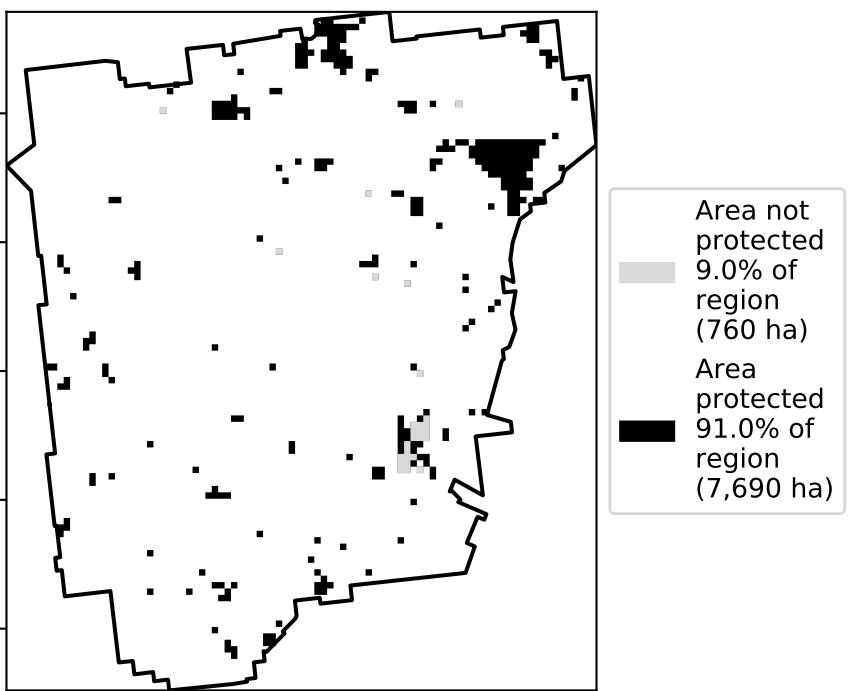 Area not
protected
9.0% of
region
(760 ha)
Area
protected
91.0% of
region
(7,690 ha)